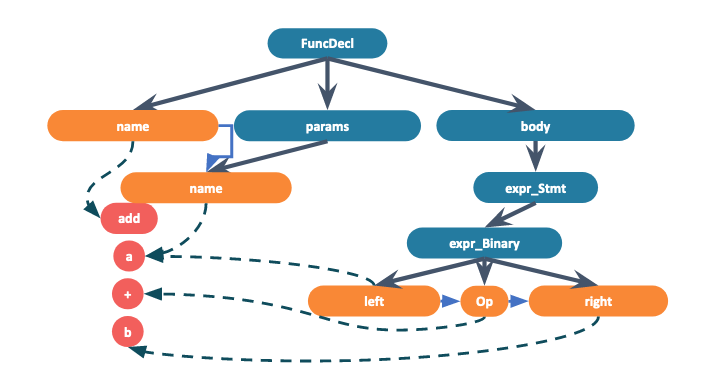 FuncDecl
name
params
body
name
expr_Stmt
add
a
expr_Binary
+
left
Op
right
b